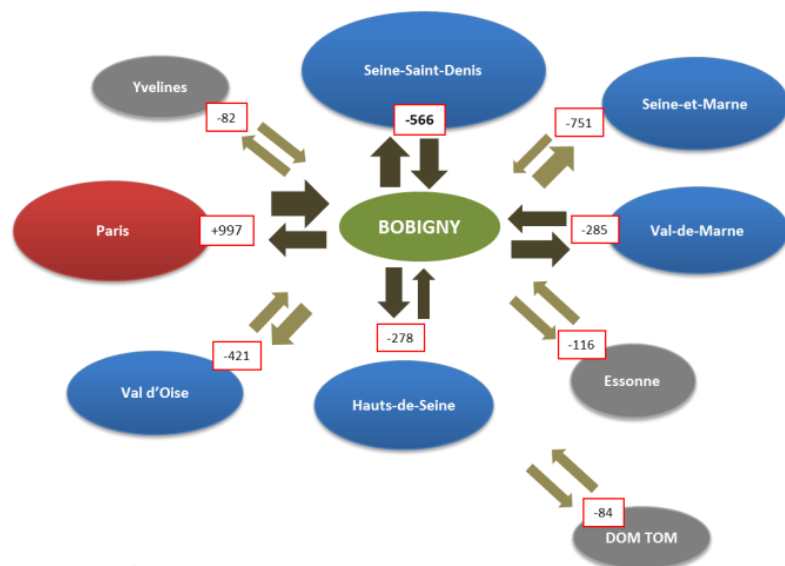 Seine-Saint-Denis
-566
Yvelines
-82
Seine-et-Marne
-751
Paris
+997
BOBIGNY
-285
Val-de-Marne
-421
Val d'Oise
-278
Hauts-de-Seine
-116
Essonne
-84
DOM TOM